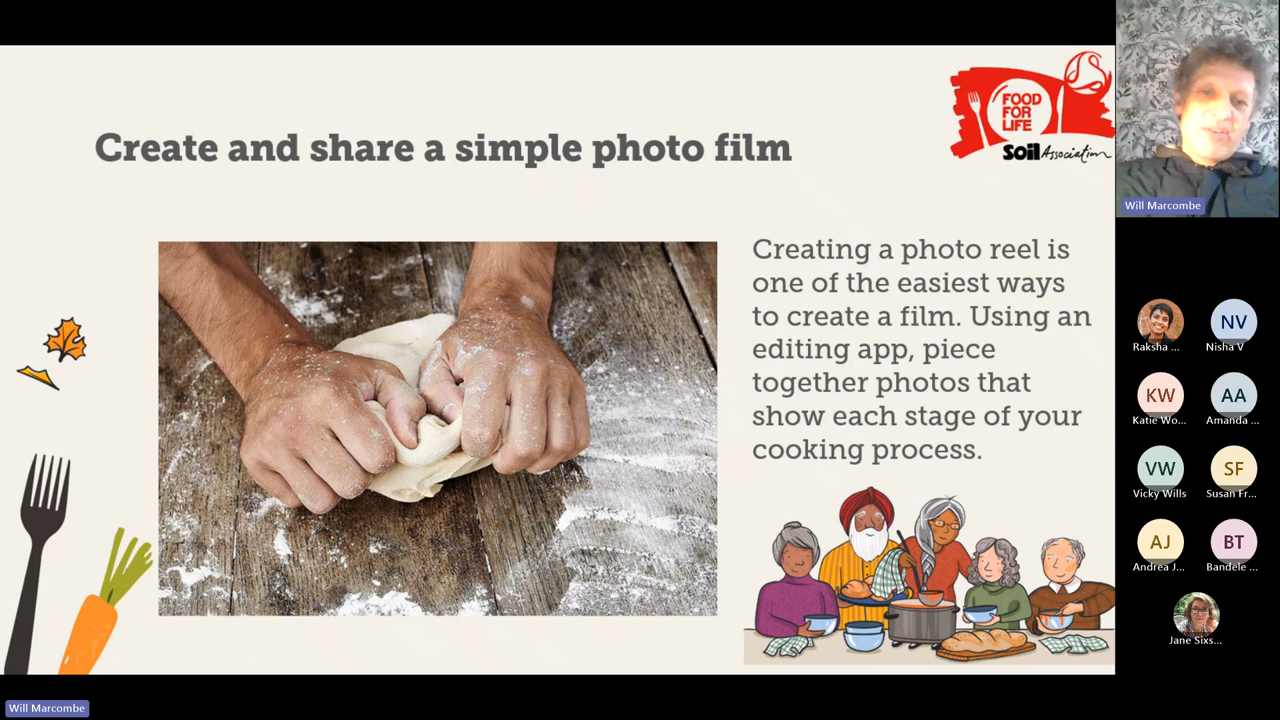 Create and share a simple photo film
FOOD
FOR
LIFE
Soil Association
Creating a photo reel is
one of the easiest ways
to create a film. Using an
editing app, piece
together photos that
show each stage of your
cooking process.
Will Marcombe
Raksha ...
Nisha V
NV
KW
Katie Wo...
AA
Amanda ...
VW
Vicky Wills
SF
Susan Fr...
AJ
Andrea J...
BT
Bandele ...
Jane Sixs...
Will Marcombe